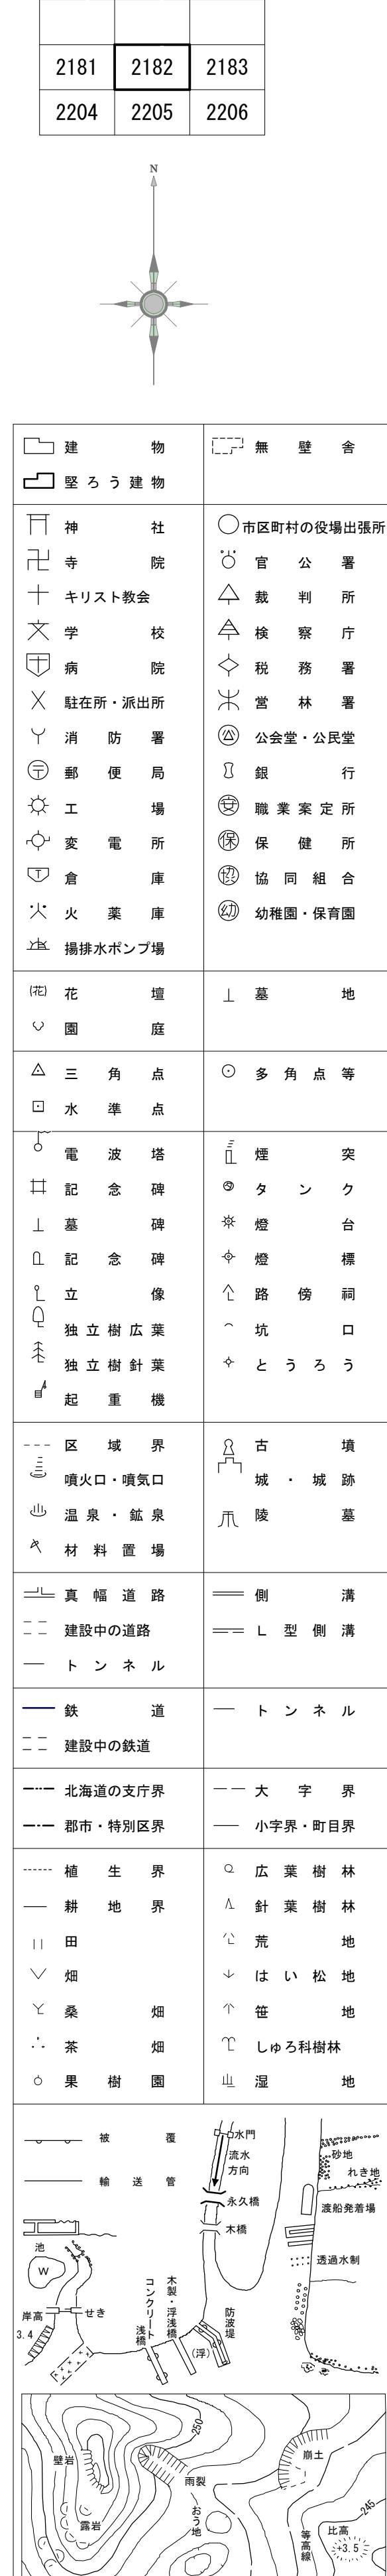 2181 2182 2183
2204 2205 2206
N
建物 無壁舎
堅ろう建物
神社 市区町村の役場出張所
寺院 官公署
キリスト教会 裁判所
学校 検察庁
病院 税務署
駐在所・派出所 営林署
消防署 公会堂・公民堂
郵便局 銀行
工場 安 職業案定所
変電所 保 保健所
倉庫 協 協同組合
火薬庫 幼 幼稚園・保育園
揚排水ポンプ場
(花) 花壇 墓地
園庭
三角点 多角点等
水準点
電波塔 煙突
記念碑 タンク
墓碑 燈台
記念碑 燈標
立像 路傍祠
独立樹広葉 坑口
独立樹針葉 とうろう
起重機
区域界 古墳
噴火口・噴気口 城・城跡
温泉・鉱泉 陵墓
材料置場
真幅道路 側溝
建設中の道路 L型側溝
トンネル
鉄道 トンネル
建設中の鉄道
北海道の支庁界 大字界
郡市・特別区界 小字界・町目界
植生界 広葉樹林
耕地界 針葉樹林
田 荒地
畑 はい松地
桑畑 笹地
茶畑 しゅろ科樹林
果樹園 湿地
被覆
輸送管
水門
流水
方向
永久橋
木橋
砂地
れき地
渡船発着場
透過水制
池
W
岸高
3.4
せき
コンクリート
浅橋
木製・浮浅橋
防波堤
(浮)
250
壁岩
雨裂
崩土
露岩
おう地
等高線
比高
+3.5
245